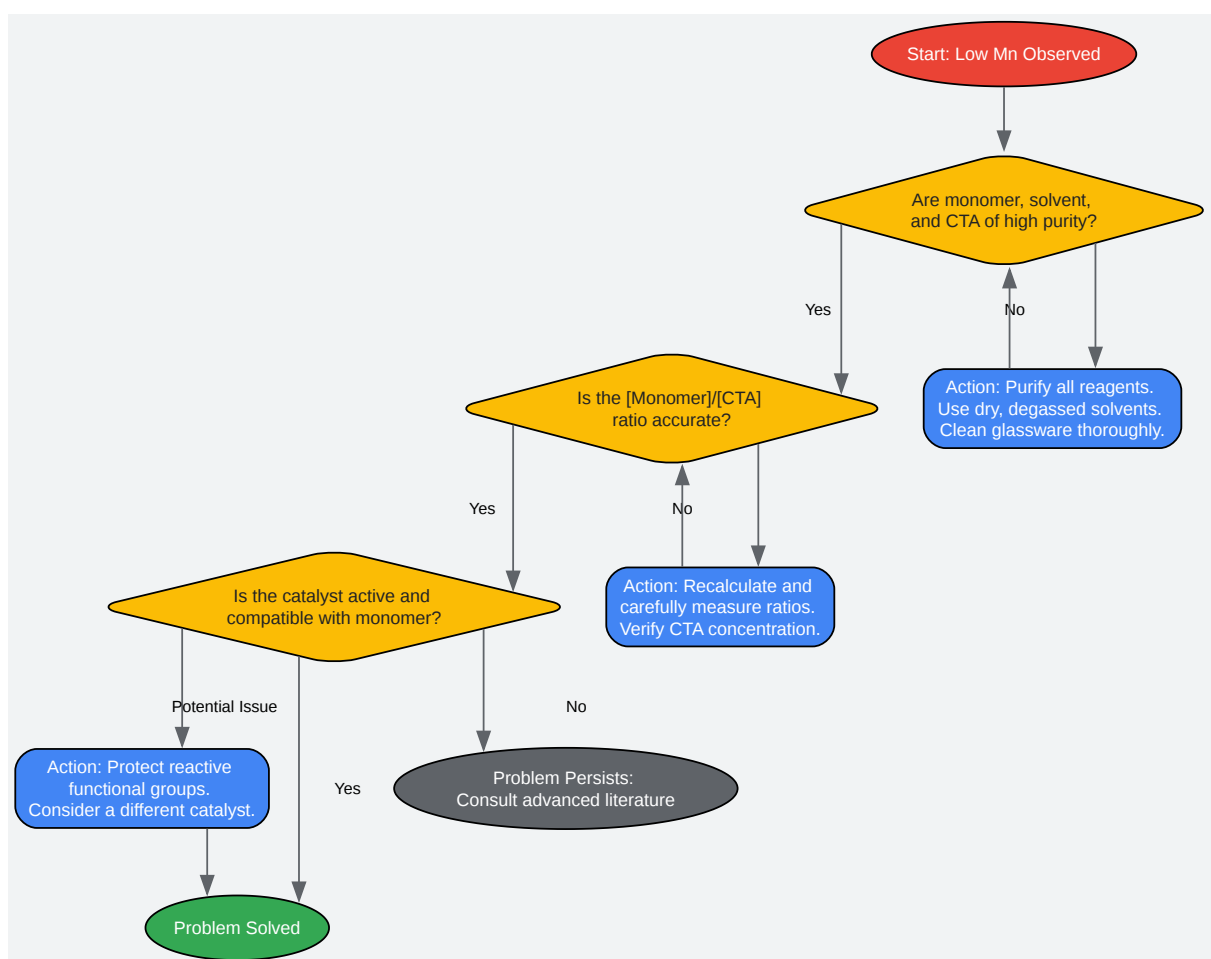 Start: Low Mn Observed
Are monomer, solvent,
and CTA of high purity?
Yes
No
Action: Purify all reagents.
Use dry, degassed solvents.
Clean glassware thoroughly.
Is the [Monomer]/[CTA]
ratio accurate?
Yes
No
Action: Recalculate and
carefully measure ratios.
Verify CTA concentration.
Is the catalyst active and
compatible with monomer?
Potential Issue
No
Action: Protect reactive
functional groups.
Consider a different catalyst.
Yes
Problem Persists:
Consult advanced literature
Problem Solved